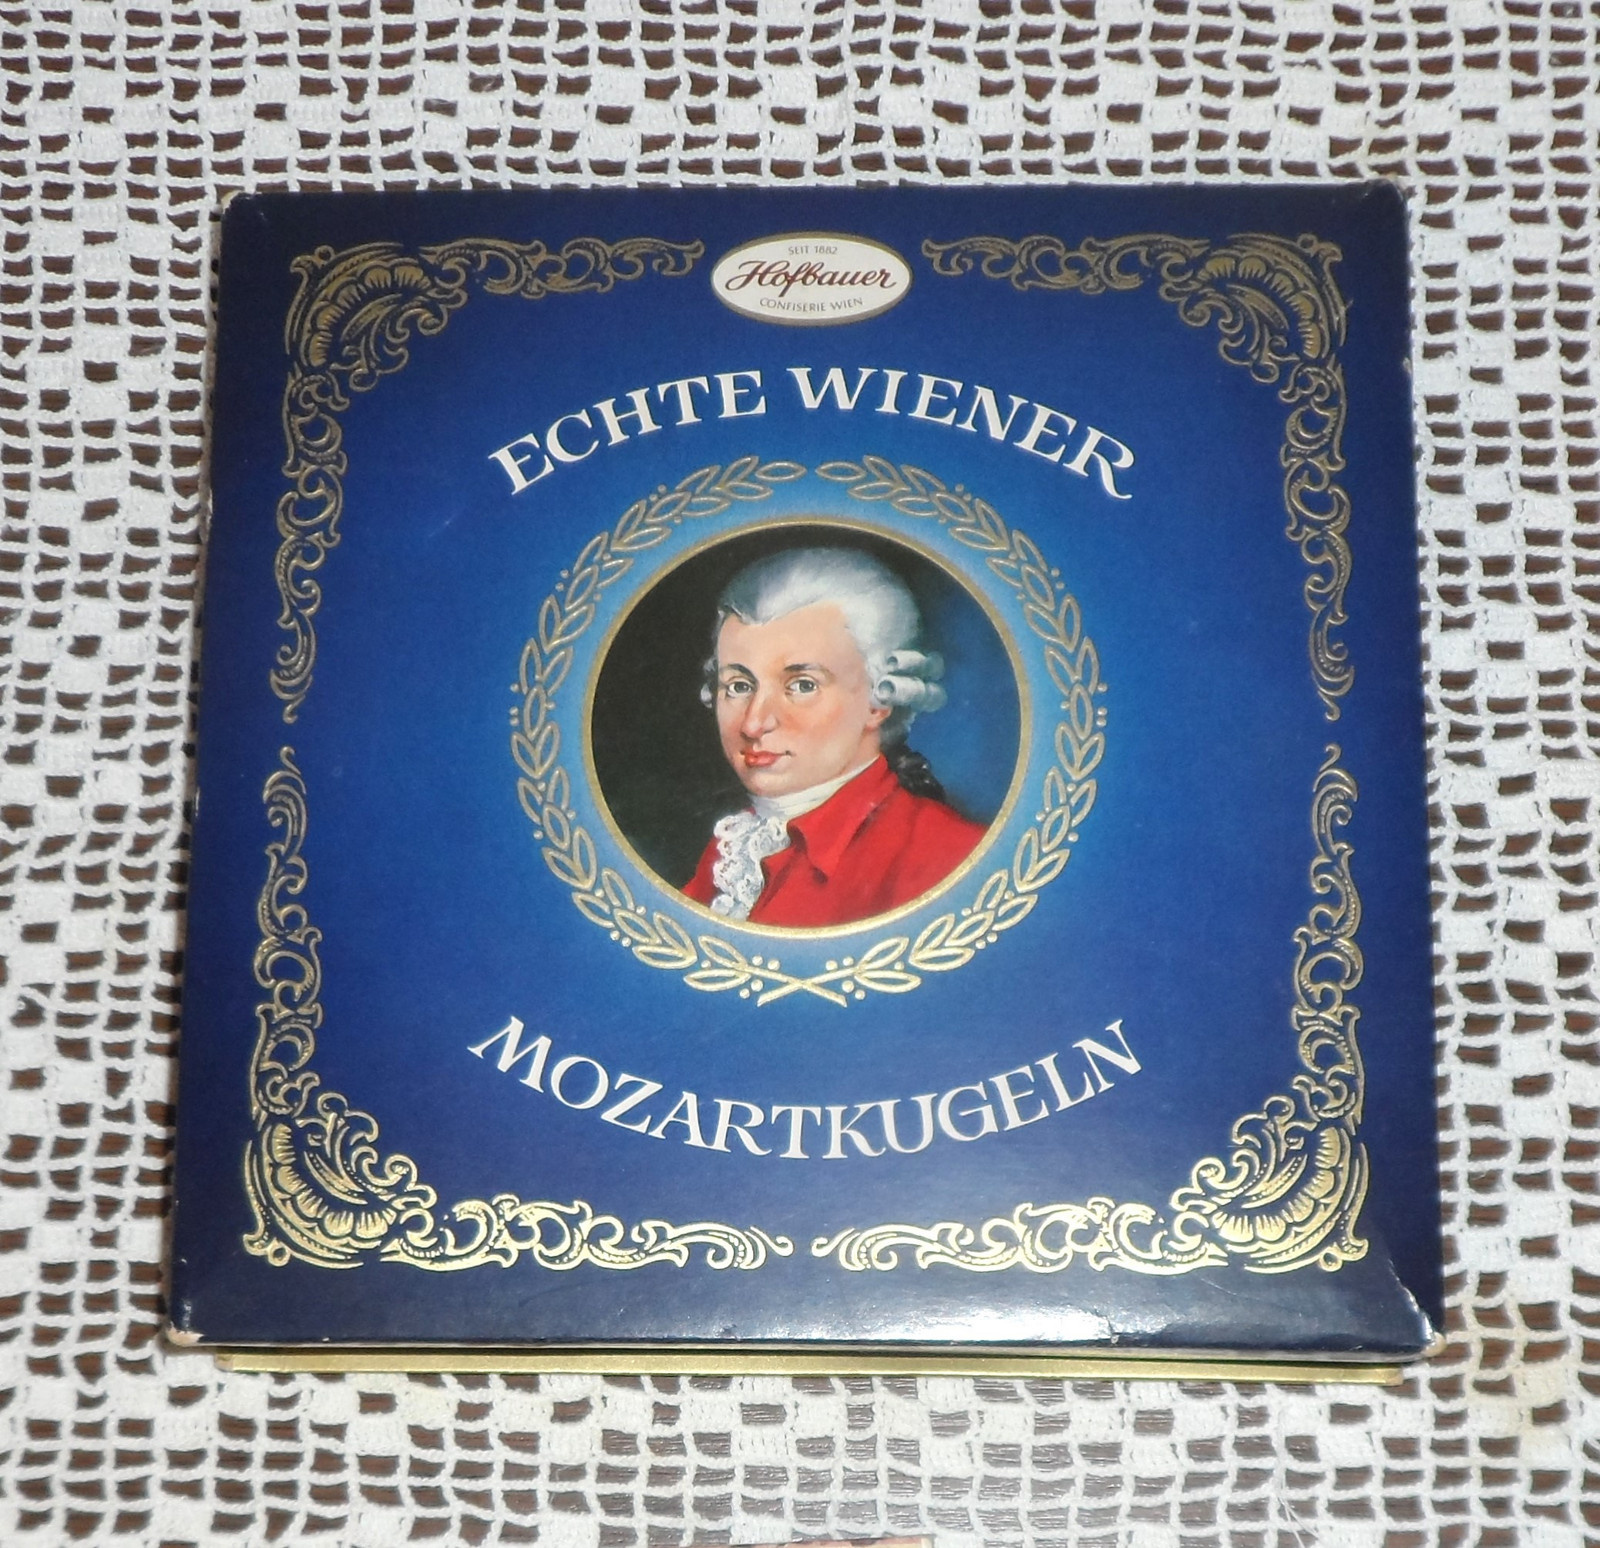 SEIT 1882
Hofbauer
CONFISERIE WIEN
ECHTE WIENER
MOZARTKUGELN